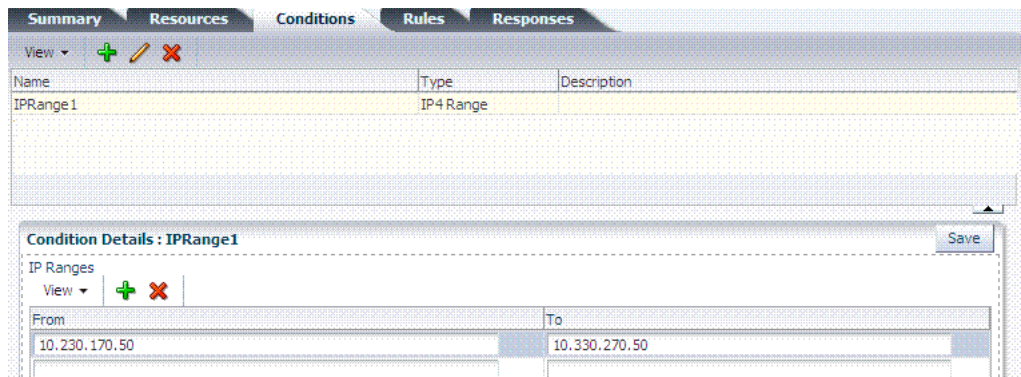 Summary Resources Conditions Rules Responses
View
Name Type Description
IPRange1 IP4 Range
Condition Details : IPRange1 Save
IP Ranges
View
From To
10.230.170.50 10.330.270.50